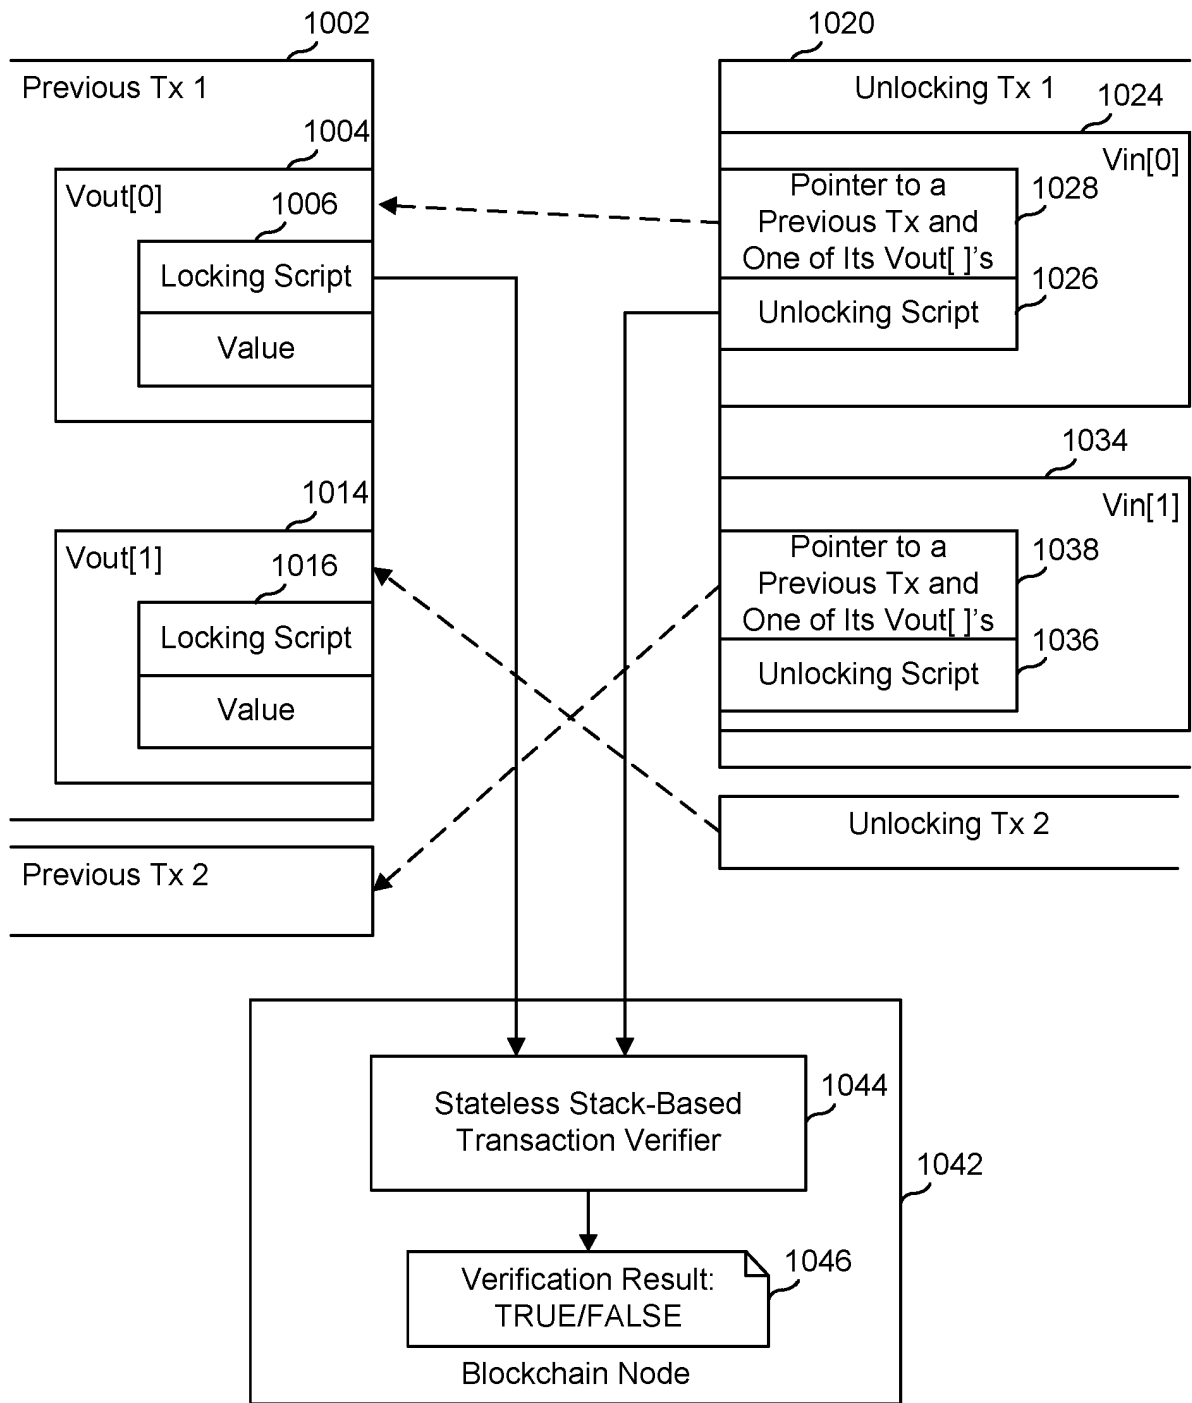 1002
Previous Tx 1
1004
Vout[0]
1006
Locking Script
Value
1014
Vout[1]
1016
Locking Script
Value
Previous Tx 2
1020
Unlocking Tx 1
1024
Vin[0]
Pointer to a
Previous Tx and
One of Its Vout[ ]'s
1028
Unlocking Script
1026
1034
Vin[1]
Pointer to a
Previous Tx and
One of Its Vout[ ]'s
1038
Unlocking Script
1036
Unlocking Tx 2
Stateless Stack-Based
Transaction Verifier
1044
1042
Verification Result:
TRUE/FALSE
1046
Blockchain Node